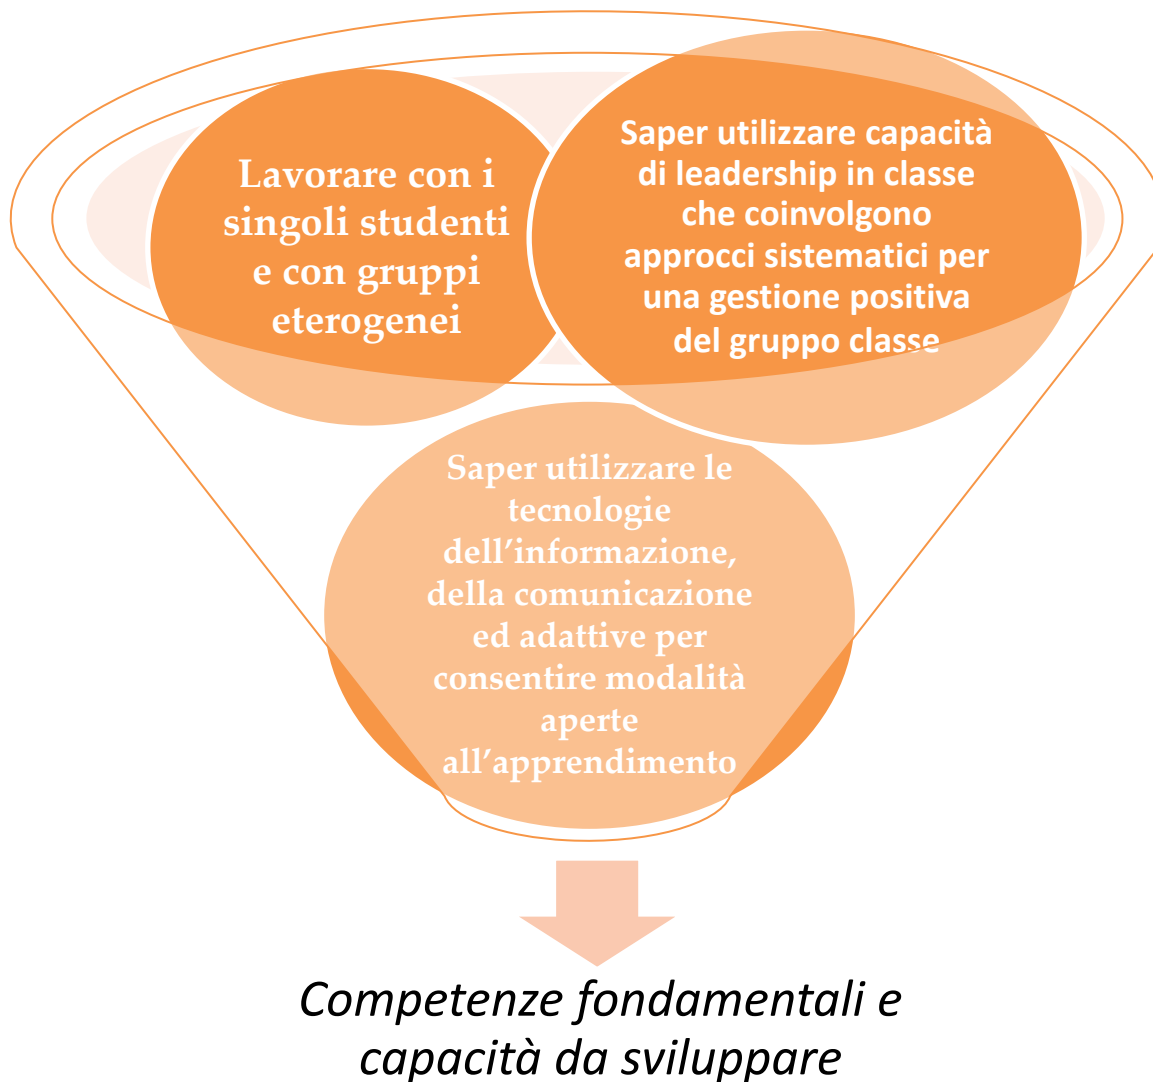 Lavorare con i
singoli studenti
e con gruppi
eterogenei
Saper utilizzare capacità
di leadership in classe
che coinvolgono
approcci sistematici per
una gestione positiva
del gruppo classe
Saper utilizzare le
tecnologie
dell’informazione,
della comunicazione
ed adattive per
consentire modalità
aperte
all’apprendimento
Competenze fondamentali e
capacità da sviluppare